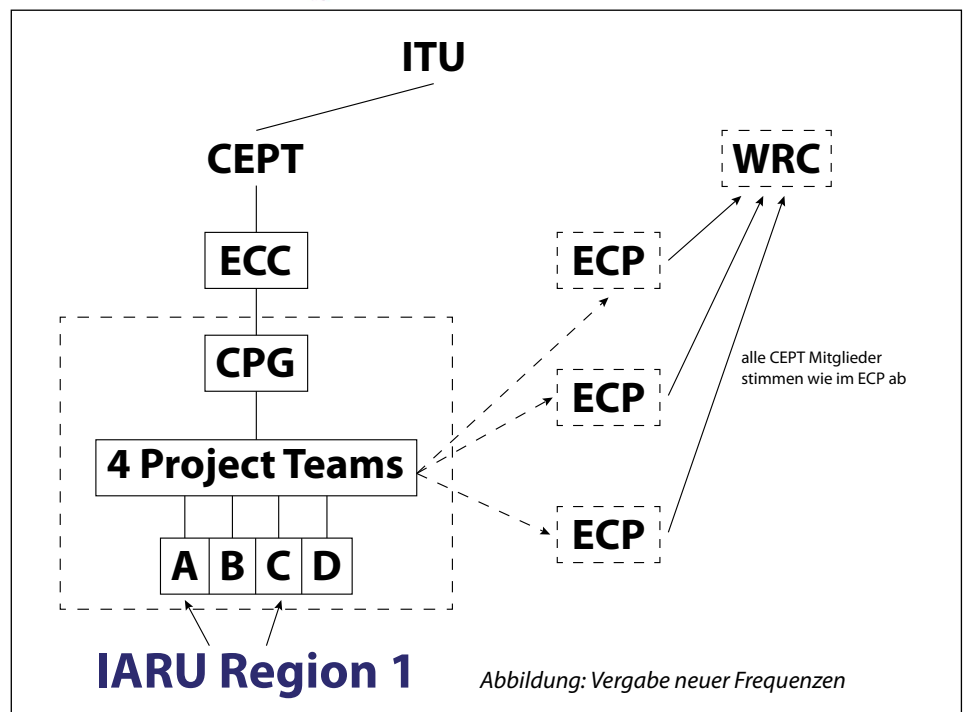 ITU
CEPT
WRC
ECC
ECP
CPG
alle CEPT Mitglieder
stimmen wie im ECP ab
ECP
4 Project Teams
ECP
A B C D
IARU Region 1
Abbildung: Vergabe neuer Frequenzen